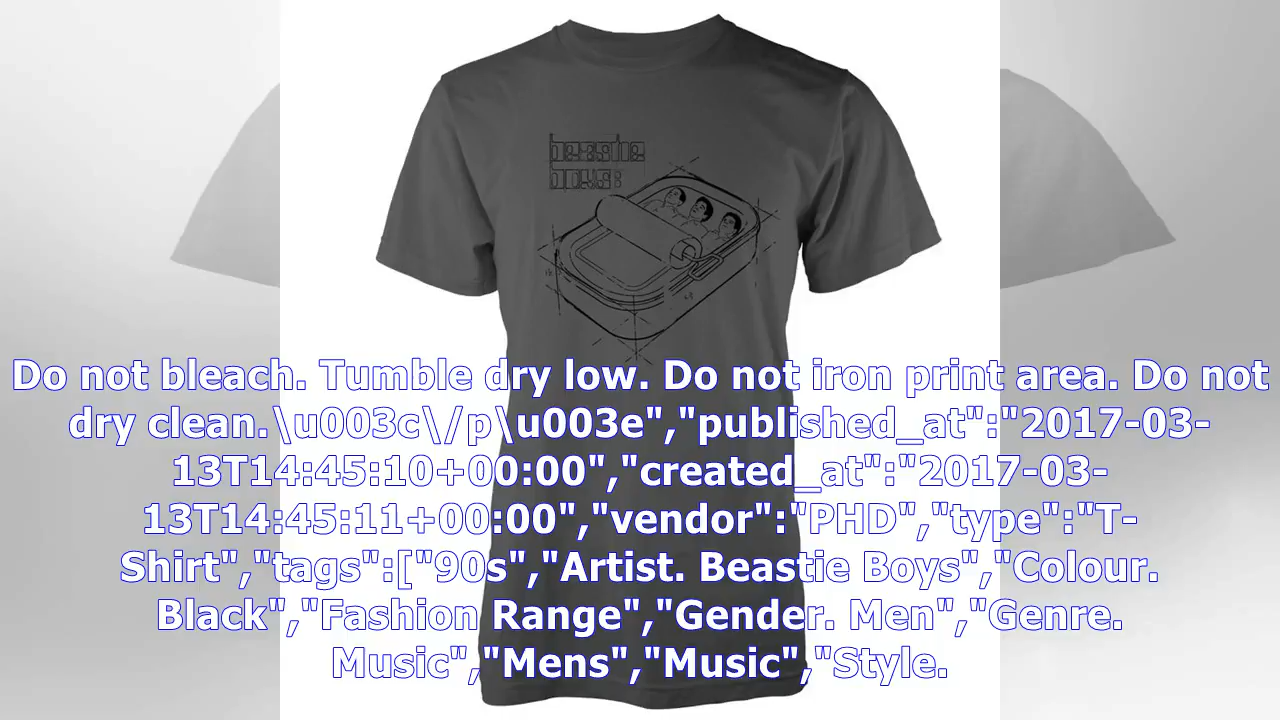 beastie
boys:
Do not bleach. Tumble dry low. Do not iron print area. Do not
dry clean.\u003c\/p\u003e","published_at":"2017-03-
13T14:45:10+00:00","created_at":"2017-03-
13T14:45:11+00:00","vendor":"PHD","type":"T-
Shirt","tags":["90s","Artist. Beastie Boys","Colour.
Black","Fashion Range","Gender. Men","Genre.
Music","Mens","Music","Style.